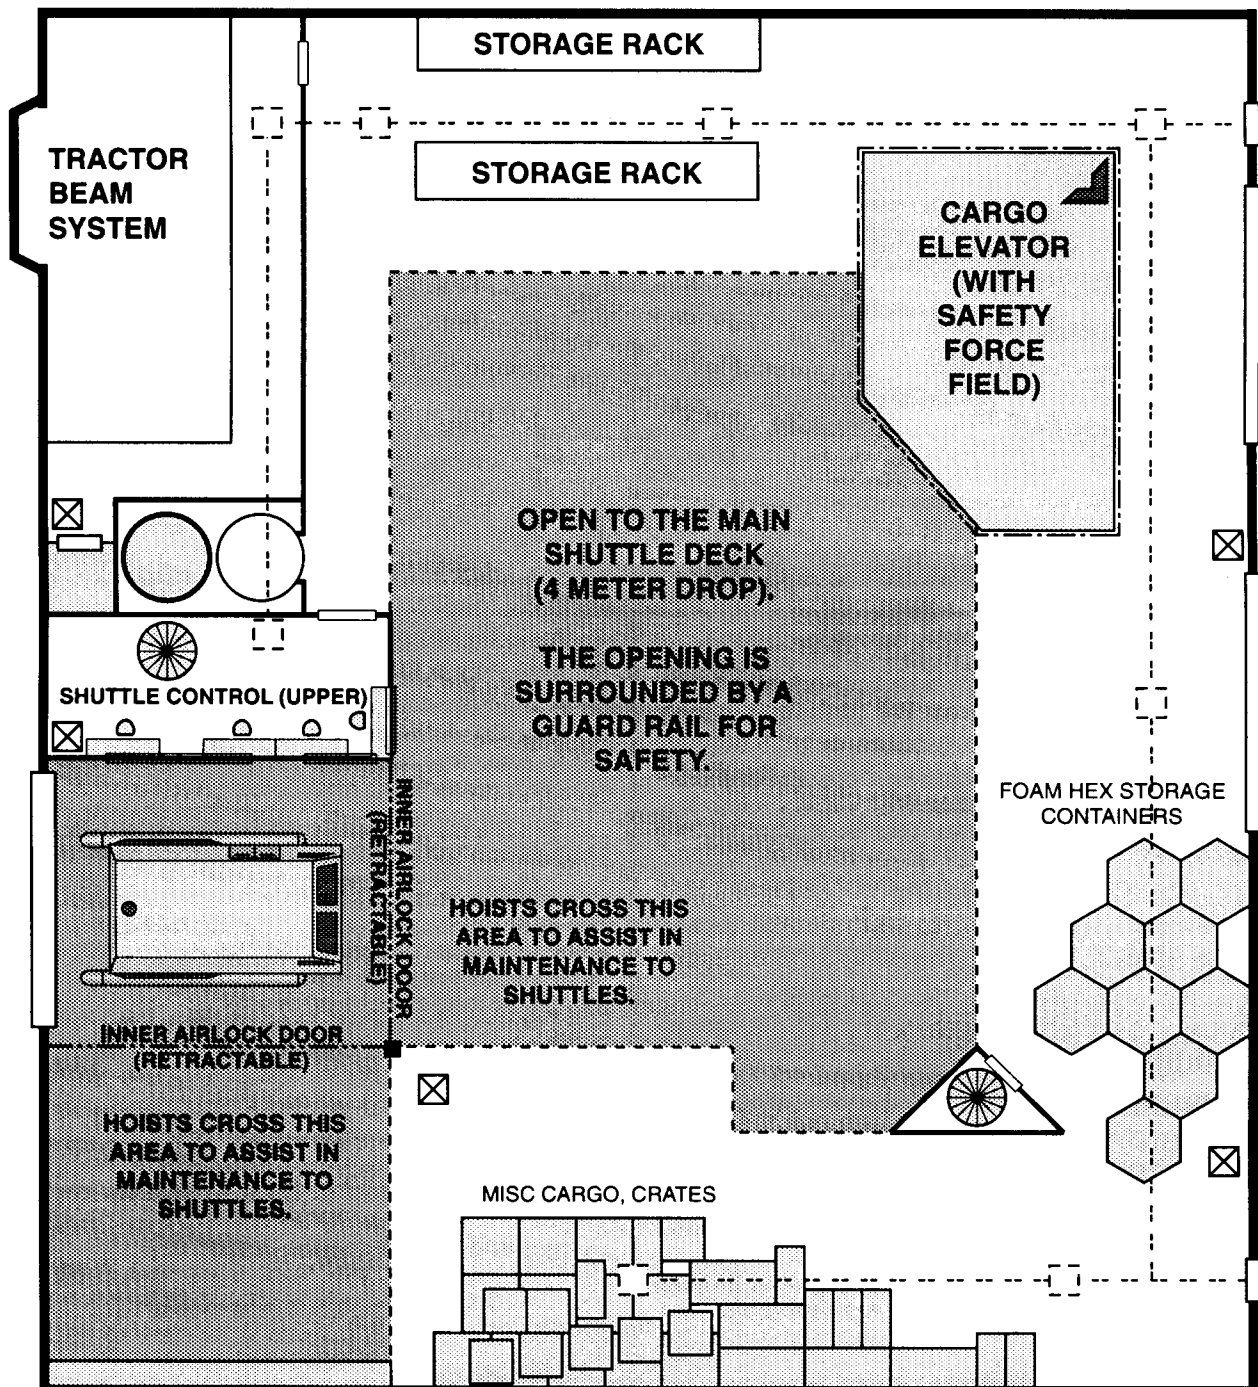 STORAGE RACK
TRACTOR
BEAM
SYSTEM
STORAGE RACK
CARGO
ELEVATOR
(WITH
SAFETY
FORCE
FIELD)
OPEN TO THE MAIN
SHUTTLE DECK
(4 METER DROP).
THE OPENING IS
SURROUNDED BY A
GUARD RAIL FOR
SAFETY.
SHUTTLE CONTROL (UPPER)
INNER AIRLOCK DOOR
(RETRACTABLE)
FOAM HEX STORAGE
CONTAINERS
HOISTS CROSS THIS
AREA TO ASSIST IN
MAINTENANCE TO
SHUTTLES.
INNER AIRLOCK DOOR
(RETRACTABLE)
HOISTS CROSS THIS
AREA TO ASSIST IN
MAINTENANCE TO
SHUTTLES.
MISC CARGO, CRATES